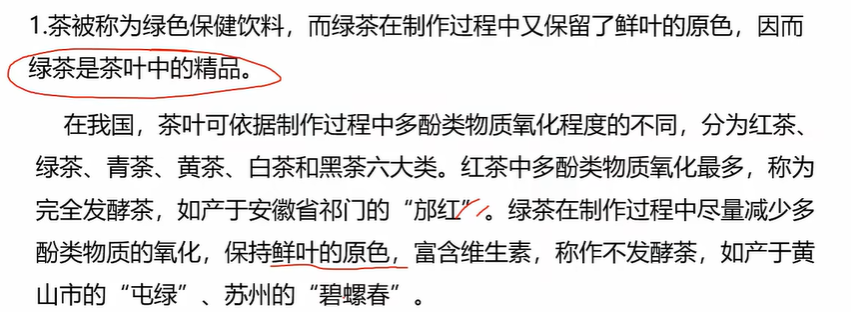 1.茶被称为绿色保健饮料，而绿茶在制作过程中又保留了鲜叶的原色，因而
绿茶是茶叶中的精品。
在我国，茶叶可依据制作过程中多酚类物质氧化程度的不同，分为红茶、
绿茶、青茶、黄茶、白茶和黑茶六大类。红茶中多酚类物质氧化最多，称为
完全发酵茶，如产于安徽省祁门的“邡红”。绿茶在制作过程中尽量减少多
酚类物质的氧化，保持鲜叶的原色，富含维生素，称作不发酵茶，如产于黄
山市的“屯绿”、苏州的“碧螺春”。